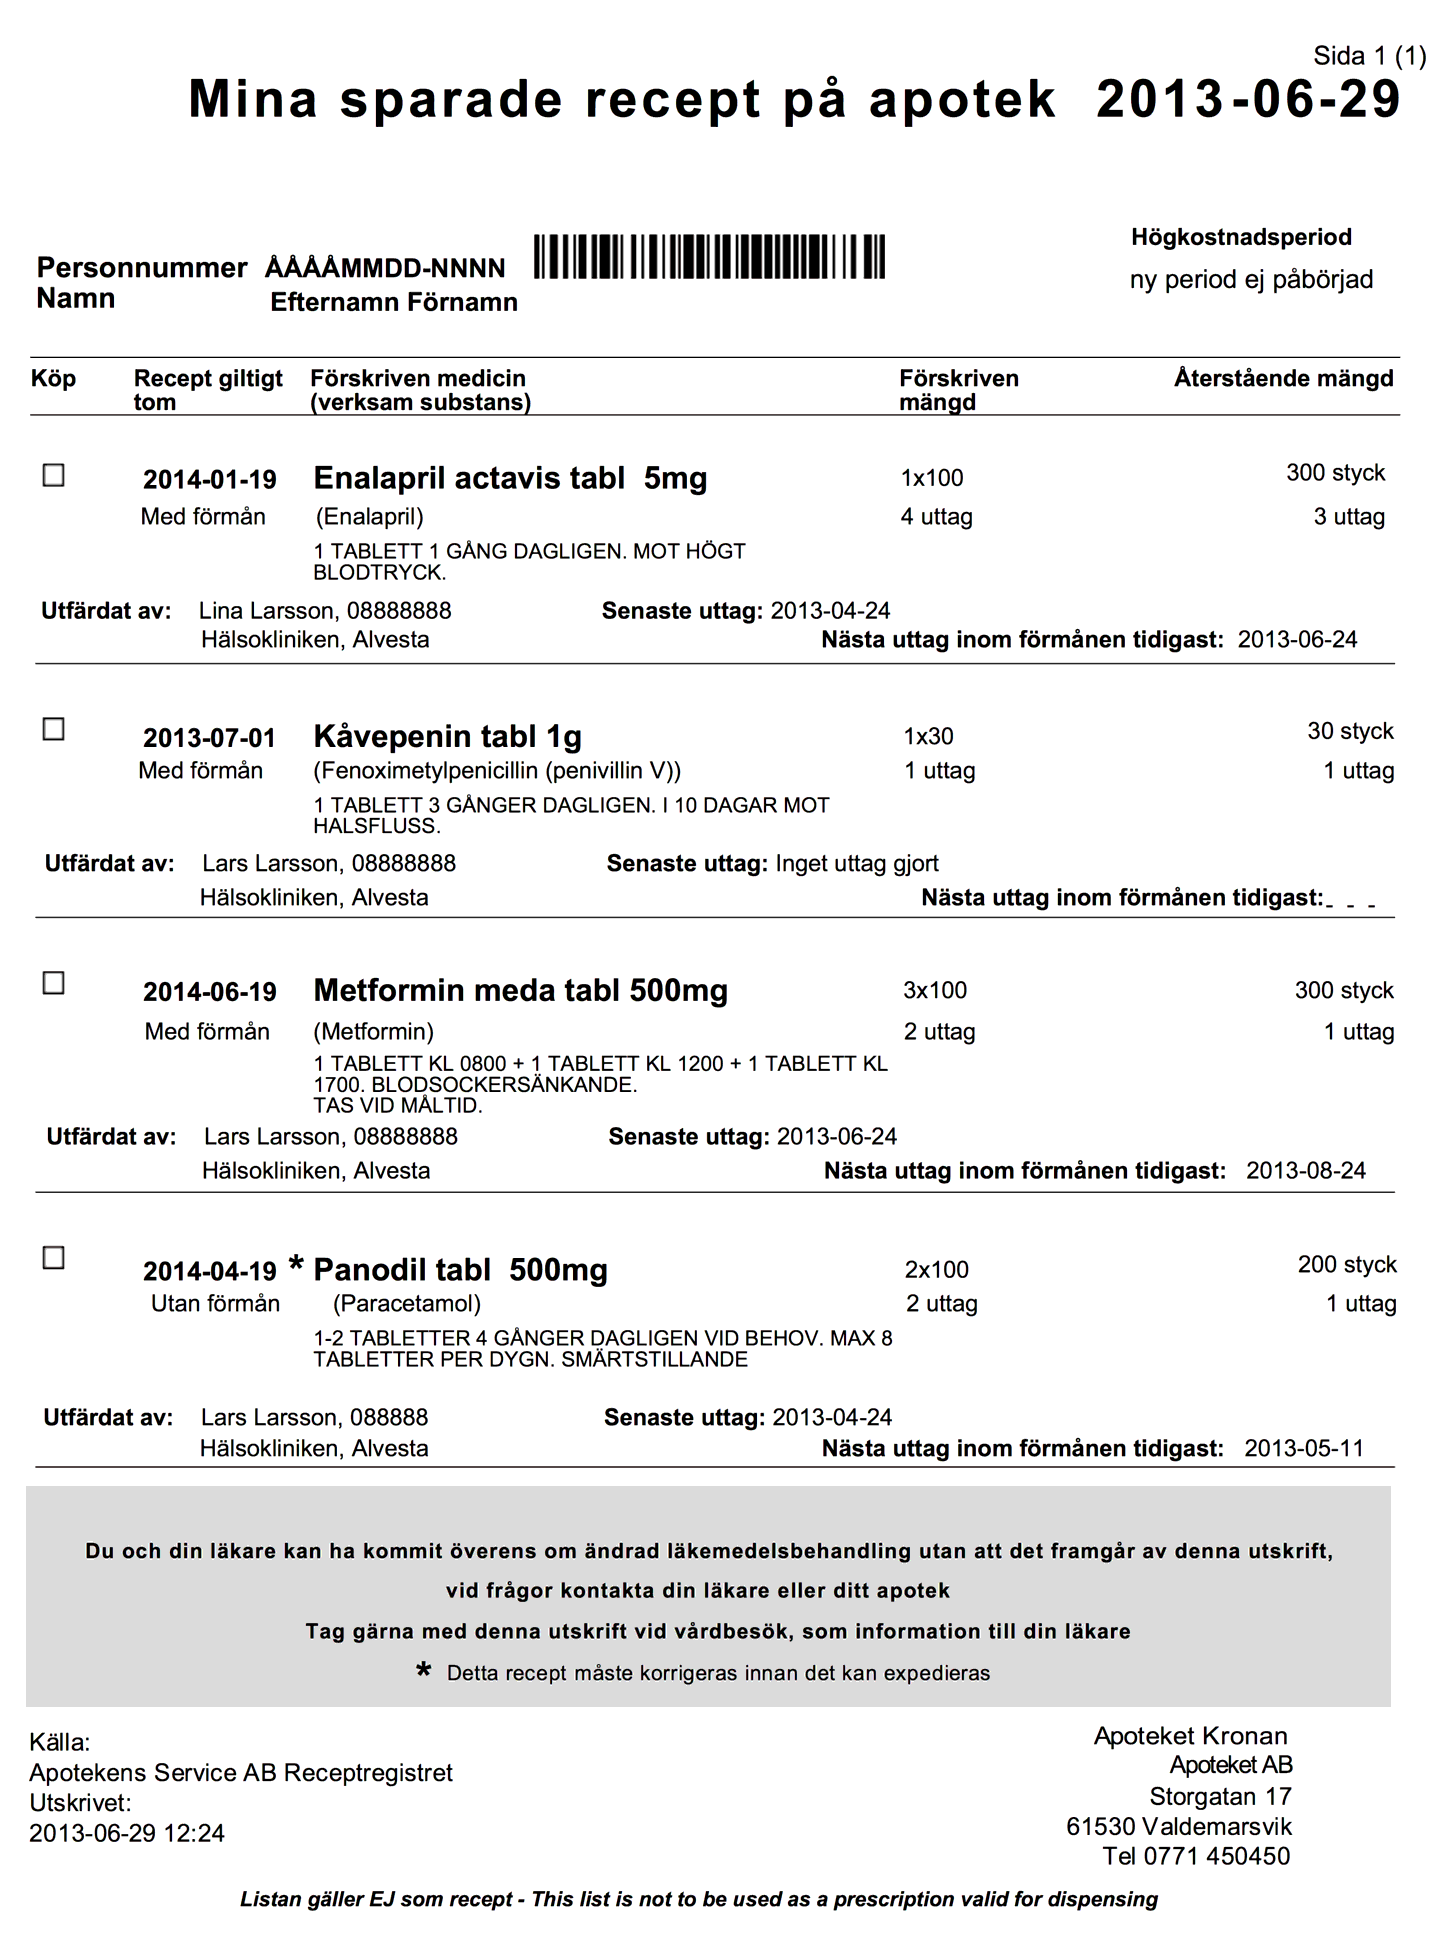 Sida 1 (1)
Mina sparade recept på apotek 2013-06-29
Högkostnadsperiod
ny period ej påbörjad
Personnummer ÅÅÅÅMMDD-NNNN
Namn Efternamn Förnamn
Köp Recept giltigt Förskriven medicin Förskriven Återstående mängd
tom (verksam substans) mängd
2014-01-19 Enalapril actavis tabl 5mg 1x100 300 styck
Med förmån (Enalapril) 4 uttag 3 uttag
1 TABLETT 1 GÅNG DAGLIGEN. MOT HÖGT
BLODTRYCK.
Utfärdat av: Lina Larsson, 08888888 Senaste uttag: 2013-04-24
Hälsokliniken, Alvesta Nästa uttag inom förmånen tidigast: 2013-06-24
2013-07-01 Kåvepenin tabl 1g 1x30 30 styck
Med förmån (Fenoximetylpenicillin (penivillin V)) 1 uttag 1 uttag
1 TABLETT 3 GÅNGER DAGLIGEN. I 10 DAGAR MOT
HALSFLUSS.
Utfärdat av: Lars Larsson, 08888888 Senaste uttag: Inget uttag gjort
Hälsokliniken, Alvesta Nästa uttag inom förmånen tidigast:- - -
2014-06-19 Metformin meda tabl 500mg 3x100 300 styck
Med förmån (Metformin) 2 uttag 1 uttag
1 TABLETT KL 0800 + 1 TABLETT KL 1200 + 1 TABLETT KL
1700. BLODSOCKERSÄNKANDE.
TAS VID MÅLTID.
Utfärdat av: Lars Larsson, 08888888 Senaste uttag: 2013-06-24
Hälsokliniken, Alvesta Nästa uttag inom förmånen tidigast: 2013-08-24
2014-04-19 * Panodil tabl 500mg 2x100 200 styck
Utan förmån (Paracetamol) 2 uttag 1 uttag
1-2 TABLETTER 4 GÅNGER DAGLIGEN VID BEHOV. MAX 8
TABLETTER PER DYGN. SMÄRTSTILLANDE
Utfärdat av: Lars Larsson, 088888 Senaste uttag: 2013-04-24
Hälsokliniken, Alvesta Nästa uttag inom förmånen tidigast: 2013-05-11
Du och din läkare kan ha kommit överens om ändrad läkemedelsbehandling utan att det framgår av denna utskrift,
vid frågor kontakta din läkare eller ditt apotek
Tag gärna med denna utskrift vid vårdbesök, som information till din läkare
* Detta recept måste korrigeras innan det kan expedieras
Källa:
Apotekens Service AB Receptregistret
Utskrivet:
2013-06-29 12:24
Apoteket Kronan
Apoteket AB
Storgatan 17
61530 Valdemarsvik
Tel 0771 450450
Listan gäller EJ som recept - This list is not to be used as a prescription valid for dispensing